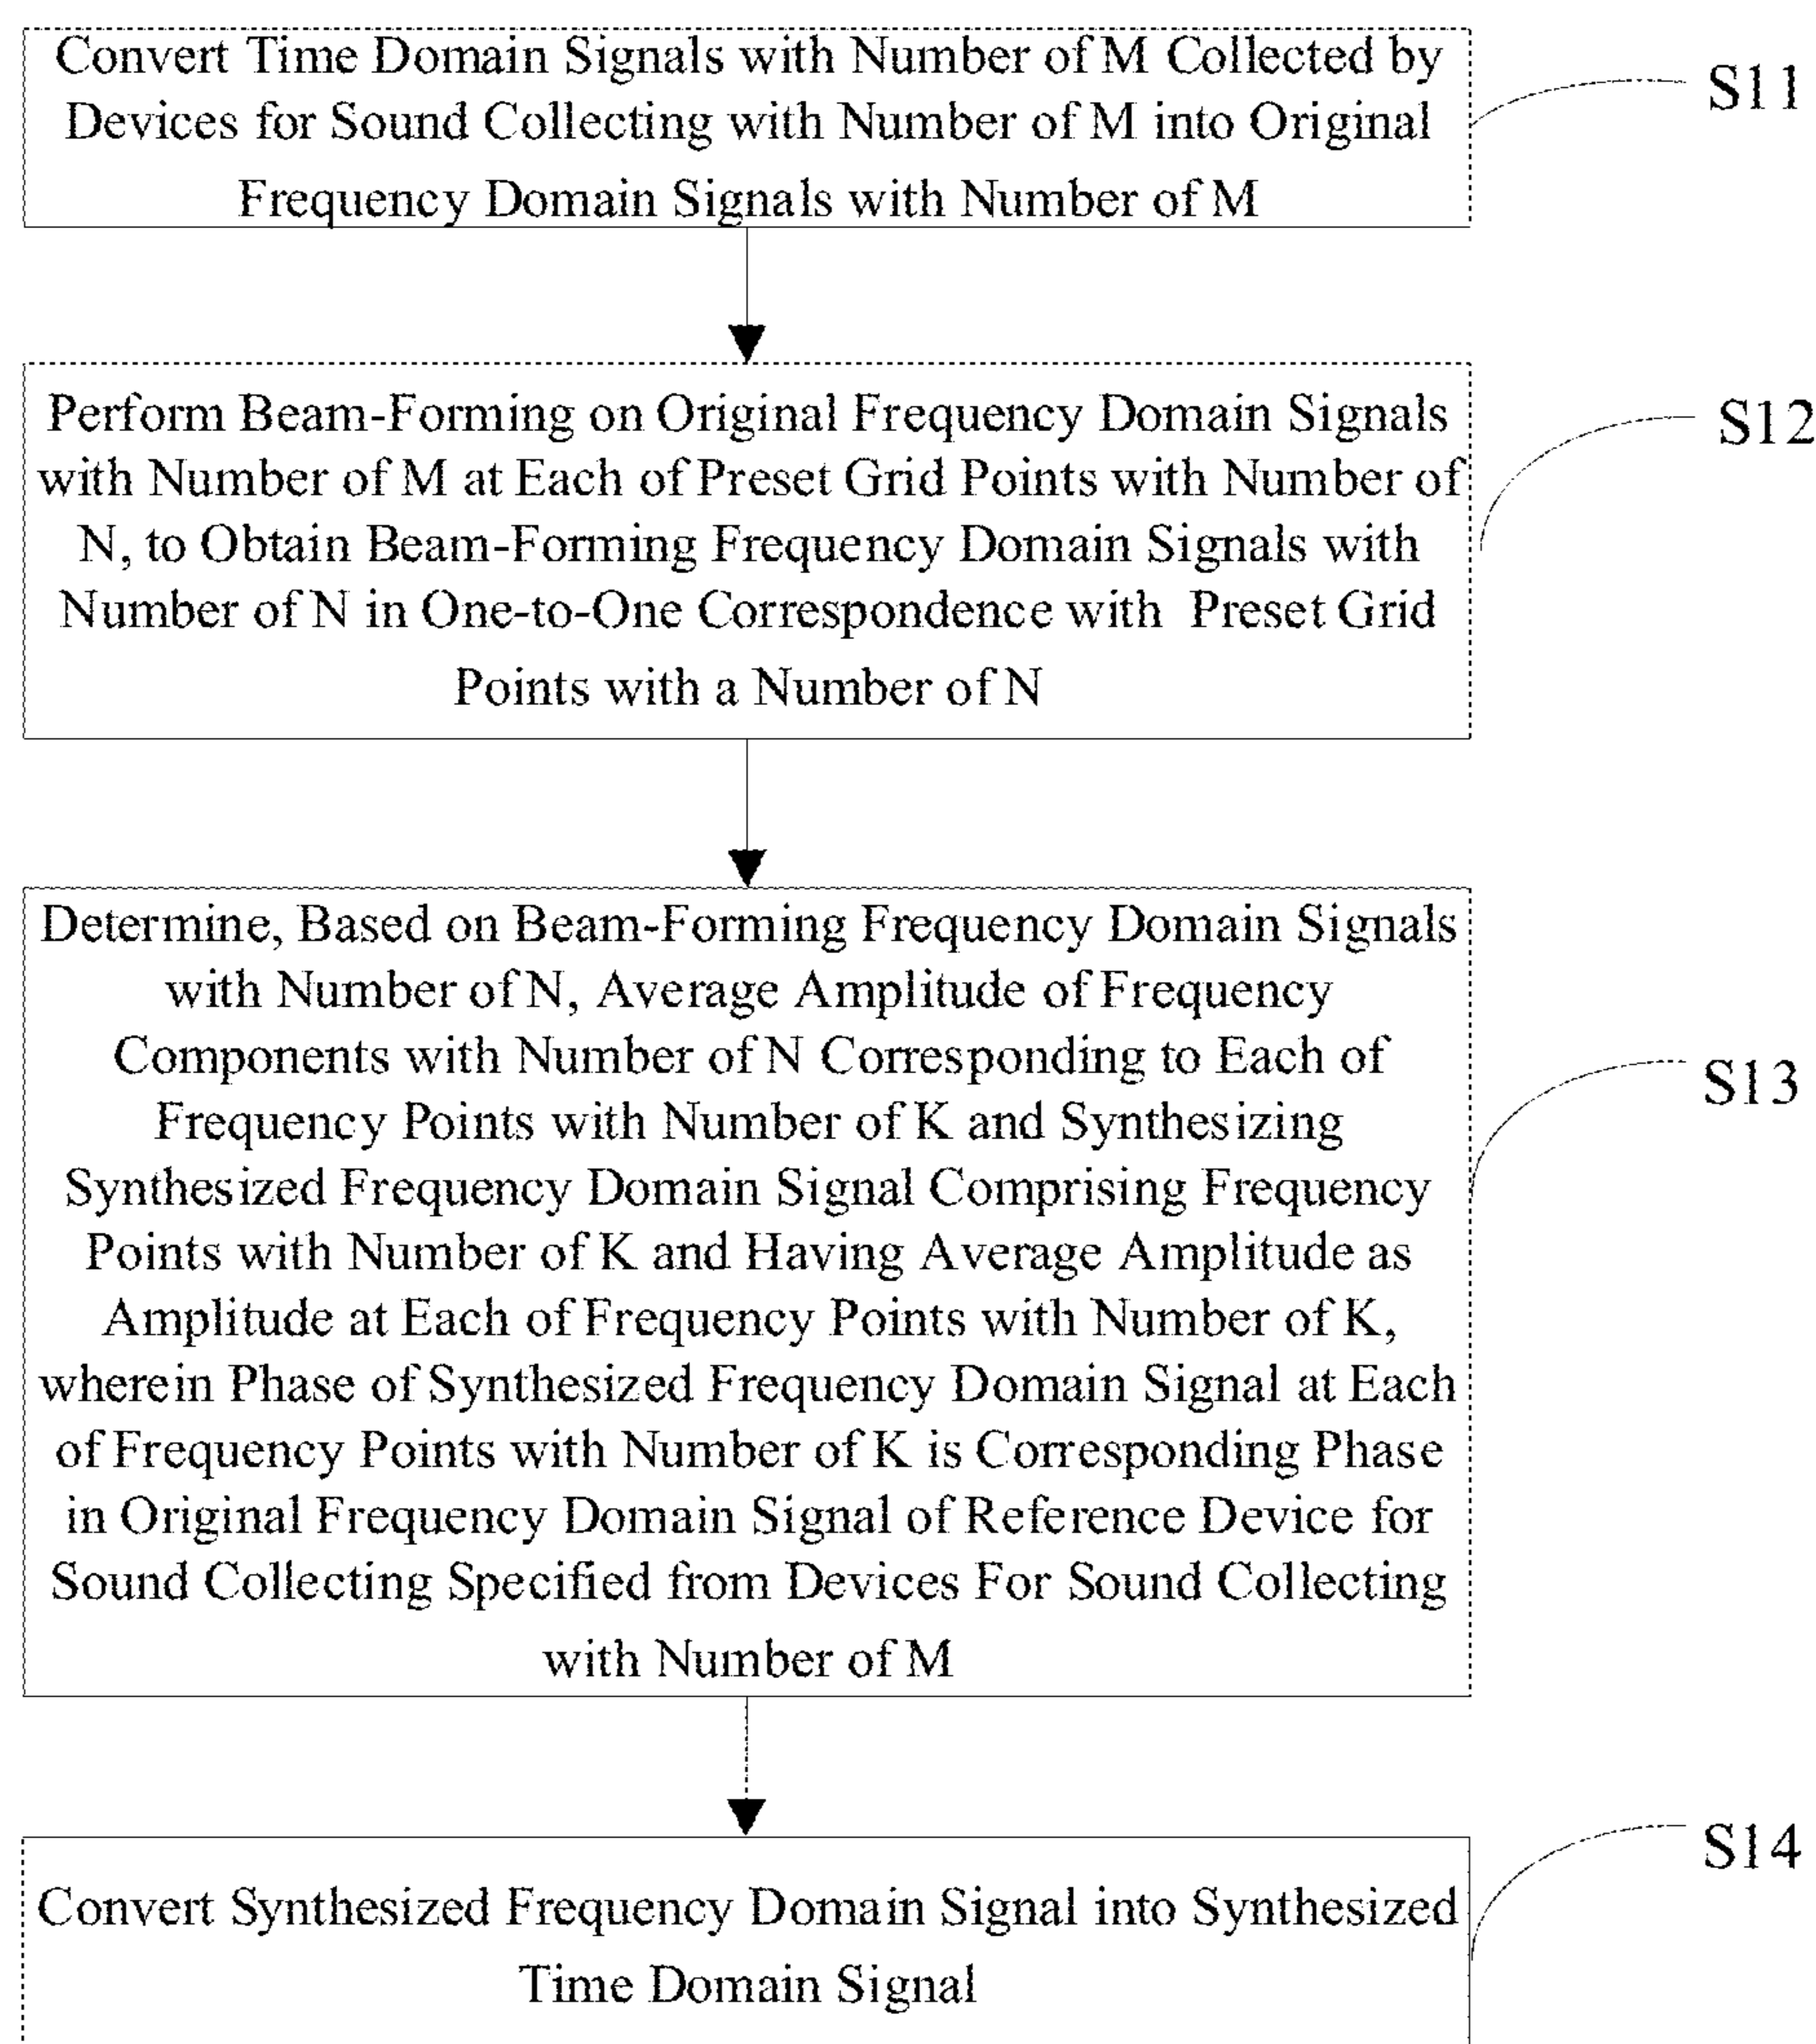 Convert Time Domain Signals with Number of M Collected by
Devices for Sound Collecting with Number of M into Original
Frequency Domain Signals with Number of M
S11
Perform Beam-Forming on Original Frequency Domain Signals
with Number of M at Each of Preset Grid Points with Number of
N, to Obtain Beam-Forming Frequency Domain Signals with
Number of N in One-to-One Correspondence with Preset Grid
Points with a Number of N
S12
Determine, Based on Beam-Forming Frequency Domain Signals
with Number of N, Average Amplitude of Frequency
Components with Number of N Corresponding to Each of
Frequency Points with Number of K and Synthesizing
Synthesized Frequency Domain Signal Comprising Frequency
Points with Number of K and Having Average Amplitude as
Amplitude at Each of Frequency Points with Number of K,
wherein Phase of Synthesized Frequency Domain Signal at Each
of Frequency Points with Number of K is Corresponding Phase
in Original Frequency Domain Signal of Reference Device for
Sound Collecting Specified from Devices For Sound Collecting
with Number of M
S13
Convert Synthesized Frequency Domain Signal into Synthesized
Time Domain Signal
S14